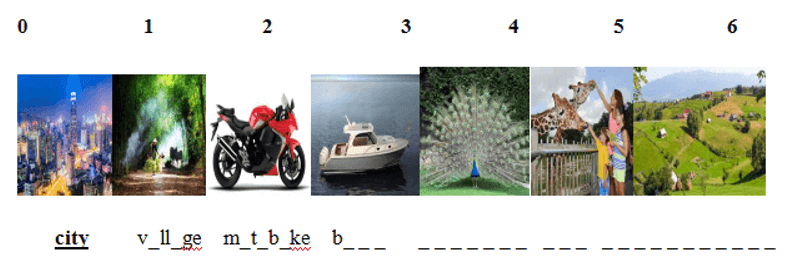 0 1 2 3 4 5 6
city v_ll_ge m_t_b_ke b_ _ _ _ _ _ _ _ _ _ _ _ _ _ _ _ _ _ _ _ _ _ _ _